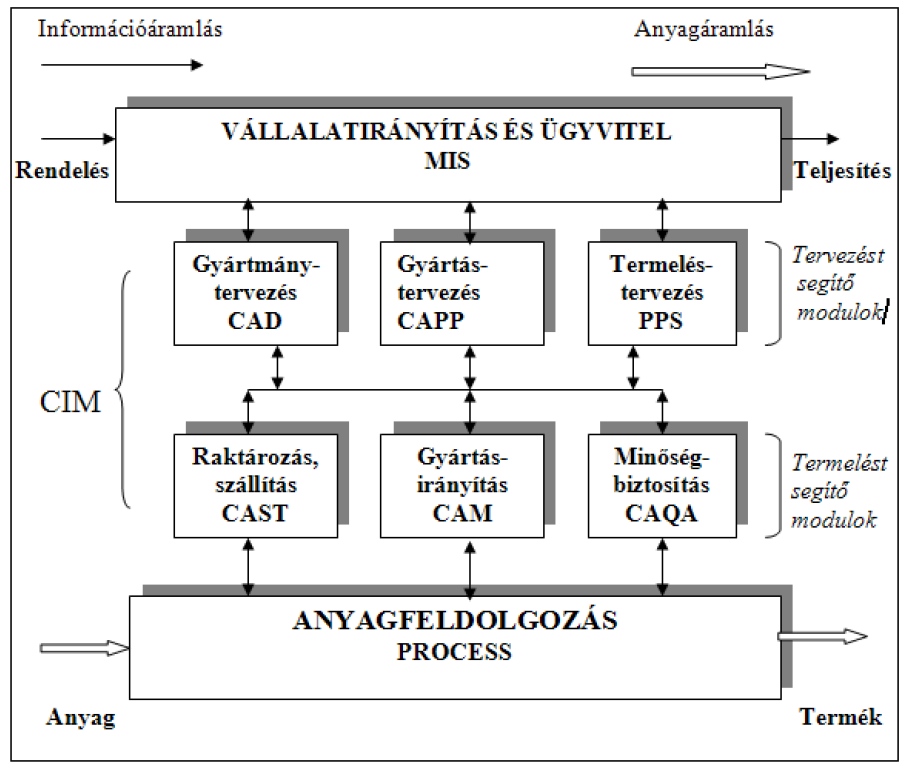 Információáramlás
Anyagáramlás
VÁLLALATIRÁNYÍTÁS ÉS ÜGYVITEL
MIS
Rendelés
Teljesítés
Gyártmány-
tervezés
CAD
Gyártás-
tervezés
CAPP
Termelés-
tervezés
PPS
Tervezést
segítő
modulok
CIM
Raktározás,
szállítás
CAST
Gyártás-
irányítás
CAM
Minőség-
biztosítás
CAQA
Termelést
segítő
modulok
ANYAGFELDOLGOZÁS
PROCESS
Anyag
Termék